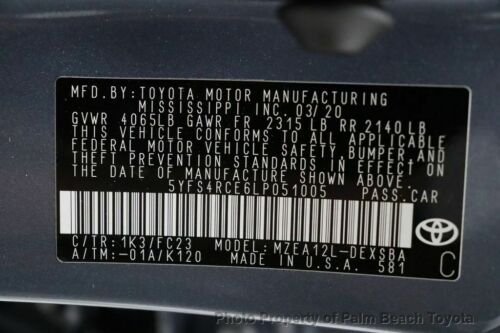 MFD.BY:TOYOTA MOTOR MANUFACTURING
MISSISSIPPI INC. 03/20
GVWR 4065LB GAWR FR.2315 LB RR.2140LB
THIS VEHICLE CONFORMS TO ALL APPLICABLE
FEDERAL MOTOR VEHICLE SAFETY,BUMPER,AND
THEFT PREVENTION STANDARDS IN EFFECT ON
THE DATE OF MANUFACTURE SHOWN ABOVE.
5YFS4RCE6LP051005 PASS.CAR
C/TR:1K3/FC23 MODEL:MZEA12L-DEXSBA
A/TM:-01A/K120 MADE IN U.S.A. 581
TOYOTA
C
Photo Property of Palm Beach Toyota